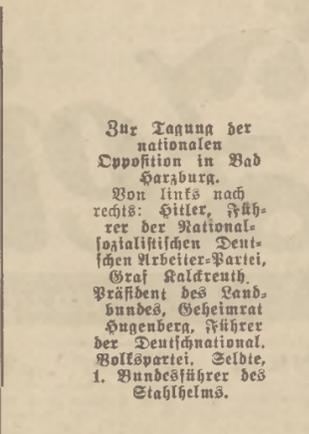 Zur Tagung der
nationalen
Opposition in Bad
Harzburg.
Von links nach
rechts: Hitler, Füh-
rer der National-
sozialistischen Deut-
schen Arbeiter-Partei,
Graf Kalckreuth,
Präsident des Land-
bundes, Geheimrat
Hugenberg, Führer
der Deutschnational.
Volkspartei, Seldte,
1. Bundesführer des
Stahlhelms.